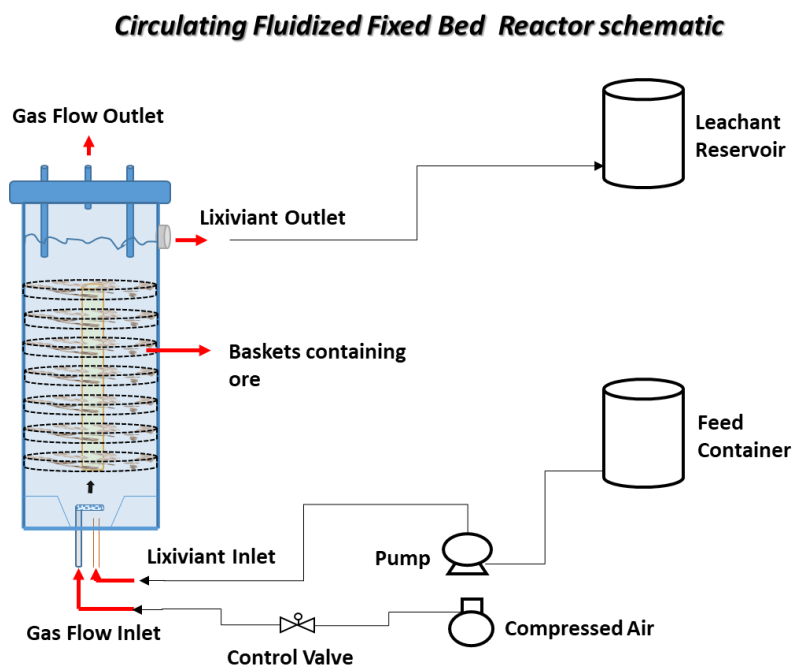 Circulating Fluidized Fixed Bed Reactor schematic
Gas Flow Outlet
Leachant
Reservoir
Lixiviant Outlet
Baskets containing
ore
Feed
Container
Lixiviant Inlet
Pump
Gas Flow Inlet
Compressed Air
Control Valve